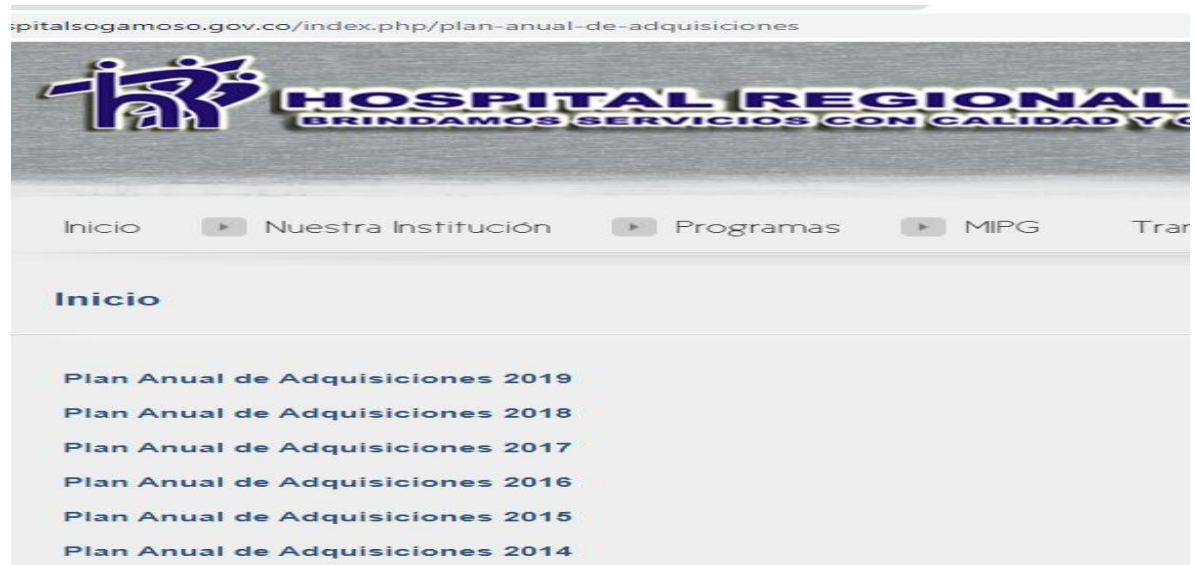 spitalsogamoso.gov.co/index.php/plan-anual-de-adquisiciones
HOSPITAL REGIONAL
BRINDAMOS SERVICIOS CON CALIDAD Y
Inicio Nuestra Institución Programas MIPG Tran
Inicio
Plan Anual de Adquisiciones 2019
Plan Anual de Adquisiciones 2018
Plan Anual de Adquisiciones 2017
Plan Anual de Adquisiciones 2016
Plan Anual de Adquisiciones 2015
Plan Anual de Adquisiciones 2014